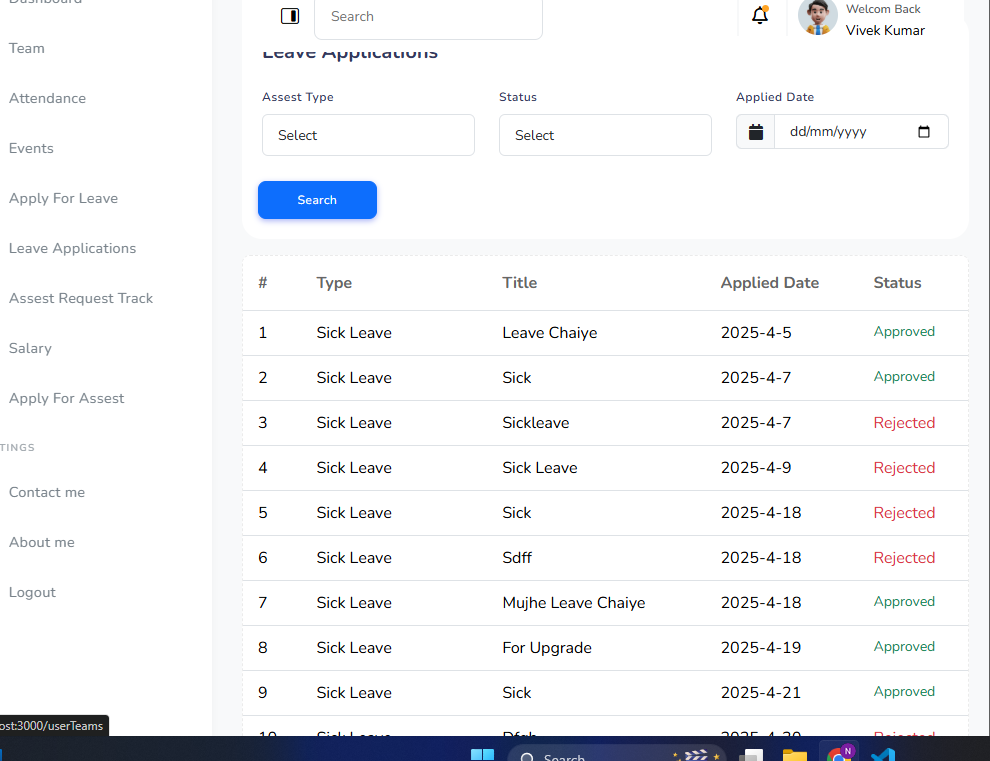 Dashboard
Team
Attendance
Events
Apply For Leave
Leave Applications
Assest Request Track
Salary
Apply For Assest
TINGS
Contact me
About me
Logout
ost:3000/userTeams
Search
Welcom Back
Vivek Kumar
Leave Applications
Assest Type Status Applied Date
Select Select dd/mm/yyyy
Search
# Type Title Applied Date Status
1 Sick Leave Leave Chaiye 2025-4-5 Approved
2 Sick Leave Sick 2025-4-7 Approved
3 Sick Leave Sickleave 2025-4-7 Rejected
4 Sick Leave Sick Leave 2025-4-9 Rejected
5 Sick Leave Sick 2025-4-18 Rejected
6 Sick Leave Sdff 2025-4-18 Rejected
7 Sick Leave Mujhe Leave Chaiye 2025-4-18 Approved
8 Sick Leave For Upgrade 2025-4-19 Approved
9 Sick Leave Sick 2025-4-21 Approved
10 Sick Leave Rejected
Search
N